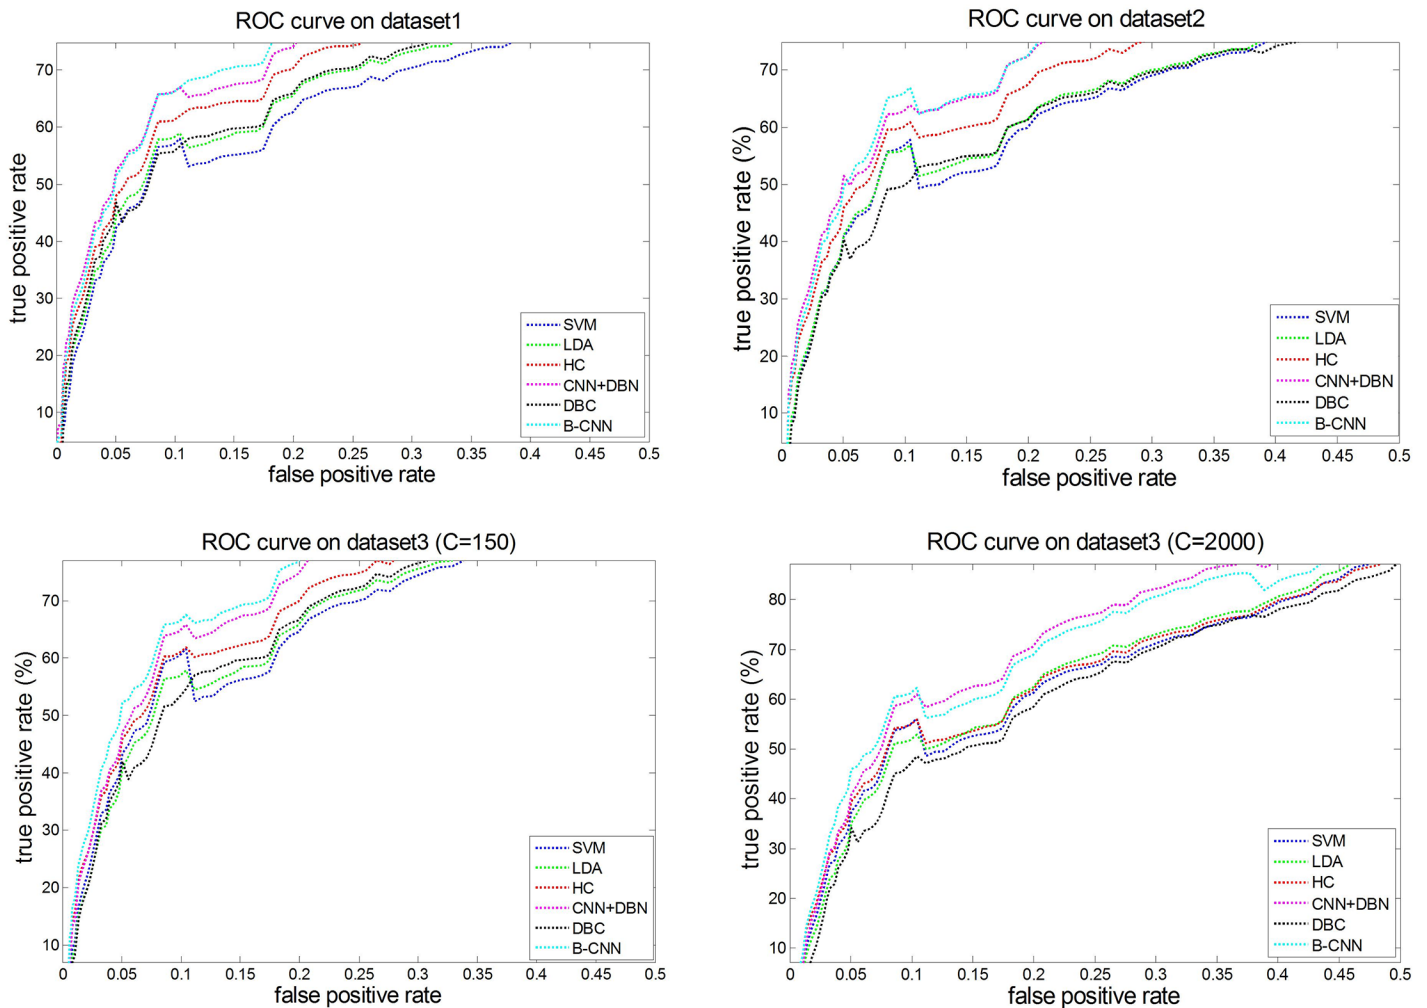 ROC curve on dataset1
true positive rate
70
60
50
40
30
20
10
0 0.05 0.1 0.15 0.2 0.25 0.3 0.35 0.4 0.45 0.5
false positive rate
SVM
LDA
HC
CNN+DBN
DBC
B-CNN
ROC curve on dataset2
true positive rate (%)
70
60
50
40
30
20
10
0 0.05 0.1 0.15 0.2 0.25 0.3 0.35 0.4 0.45 0.5
false positive rate
SVM
LDA
HC
CNN+DBN
DBC
B-CNN
ROC curve on dataset3 (C=150)
true positive rate (%)
70
60
50
40
30
20
10
0 0.05 0.1 0.15 0.2 0.25 0.3 0.35 0.4 0.45 0.5
false positive rate
SVM
LDA
HC
CNN+DBN
DBC
B-CNN
ROC curve on dataset3 (C=2000)
true positive rate (%)
80
70
60
50
40
30
20
10
0 0.05 0.1 0.15 0.2 0.25 0.3 0.35 0.4 0.45 0.5
false positive rate
SVM
LDA
HC
CNN+DBN
DBC
B-CNN